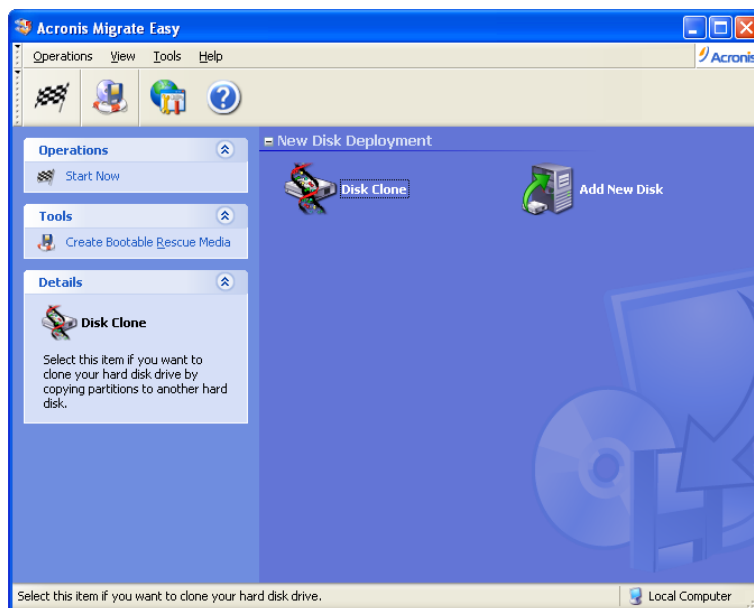 Acronis Migrate Easy
Operations View Tools Help
Acronis
Operations
Start Now
Tools
Create Bootable Rescue Media
Details
Disk Clone
Select this item if you want to
clone your hard disk drive by
copying partitions to another hard
disk.
New Disk Deployment
Disk Clone
Add New Disk
Select this item if you want to clone your hard disk drive.
Local Computer